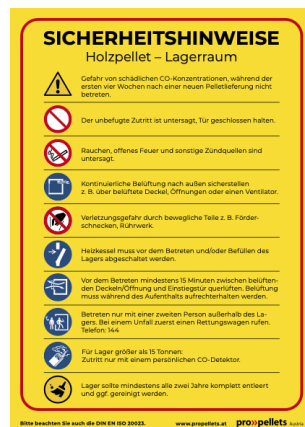 SICHERHEITSHINWEISE
Holzpellet – Lagerraum
Gefahr von schädlichen CO-Konzentrationen, während der
ersten vier Wochen nach einer neuen Pelletlieferung nicht
betreten.
Der unbefugte Zutritt ist untersagt, Tür geschlossen halten.
Rauchen, offenes Feuer und sonstige Zündquellen sind
untersagt.
Kontinuierliche Belüftung nach außen sicherstellen
z. B. über belüftete Deckel, Öffnungen oder einen Ventilator.
Verletzungsgefahr durch bewegliche Teile z. B. Förder-
schnecken, Rührwerk.
Heizkessel muss vor dem Betreten und/oder Befüllen des
Lagers abgeschaltet werden.
Vor dem Betreten mindestens 15 Minuten zwischen belüften-
den Deckeln/Öffnung und Einstiegstür querlüften. Belüftung
muss während des Aufenthalts aufrechterhalten werden.
Betreten nur mit einer zweiten Person außerhalb des La-
gers. Bei einem Unfall zuerst einen Rettungswagen rufen.
Telefon: 144
Für Lager größer als 15 Tonnen:
Zutritt nur mit einem persönlichen CO-Detektor.
Lager sollte mindestens alle zwei Jahre komplett entleert
und ggf. gereinigt werden.
Bitte beachten Sie auch die DIN EN ISO 20023.
www.propellets.at
propellets Austria